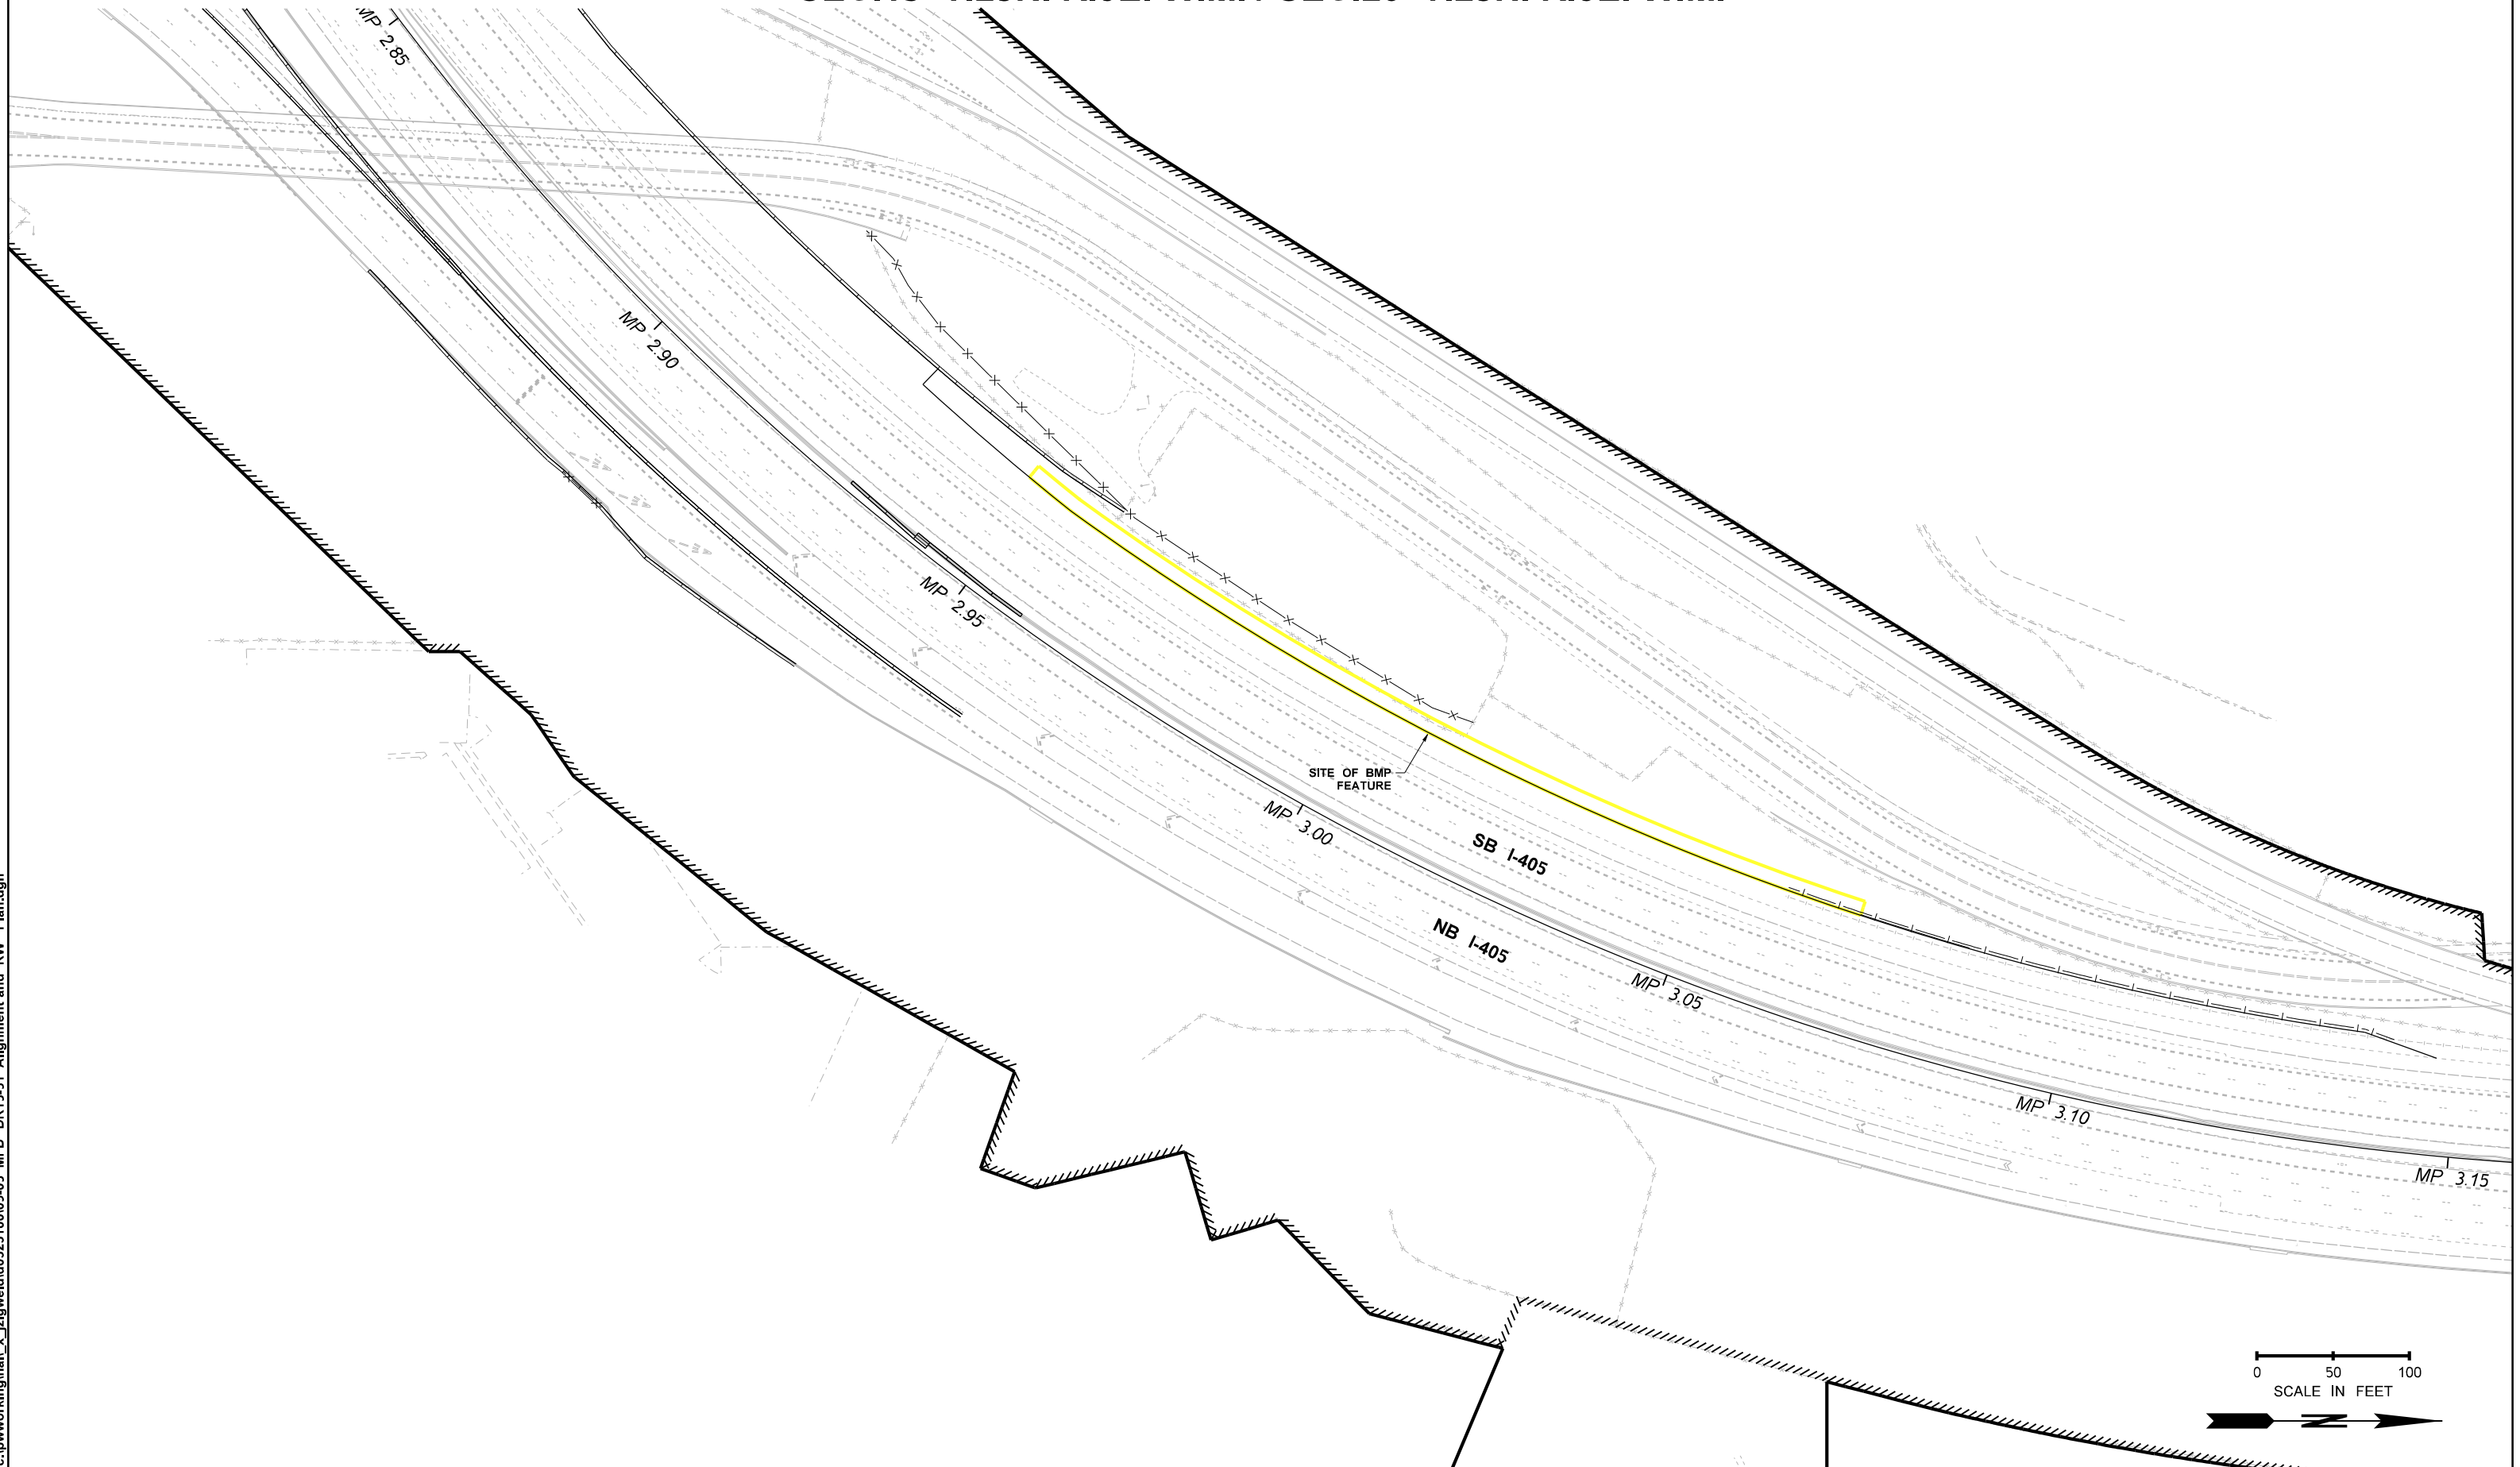 MP 2.85
MP 2.90
MP 2.95
SITE OF BMP
FEATURE
MP 3.00
SB I-405
NB I-405
MP 3.05
MP 3.10
MP 3.15
0 50 100
SCALE IN FEET
N